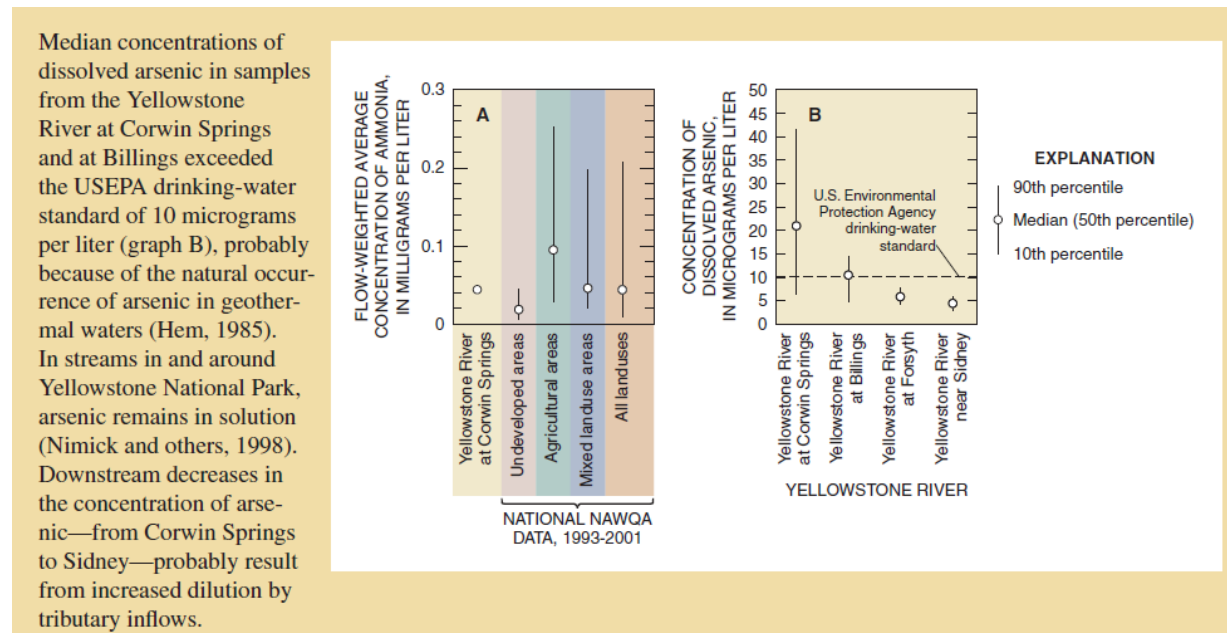 Median concentrations of
dissolved arsenic in samples
from the Yellowstone
River at Corwin Springs
and at Billings exceeded
the USEPA drinking-water
standard of 10 micrograms
per liter (graph B), probably
because of the natural occur-
rence of arsenic in geother-
mal waters (Hem, 1985).
In streams in and around
Yellowstone National Park,
arsenic remains in solution
(Nimick and others, 1998).
Downstream decreases in
the concentration of arse-
nic—from Corwin Springs
to Sidney—probably result
from increased dilution by
tributary inflows.
FLOW-WEIGHTED AVERAGE
CONCENTRATION OF AMMONIA,
IN MILLIGRAMS PER LITER
0.3
0.2
0.1
0
A
Yellowstone River
at Corwin Springs
Undeveloped areas
Agricultural areas
Mixed landuse areas
All landuses
NATIONAL NAWQA
DATA, 1993-2001
CONCENTRATION OF
DISSOLVED ARSENIC,
IN MICROGRAMS PER LITER
50
45
40
35
30
25
20
15
10
5
0
B
U.S. Environmental
Protection Agency
drinking-water
standard
Yellowstone River
at Corwin Springs
Yellowstone River
at Billings
Yellowstone River
at Forsyth
Yellowstone River
near Sidney
YELLOWSTONE RIVER
EXPLANATION
90th percentile
Median (50th percentile)
10th percentile